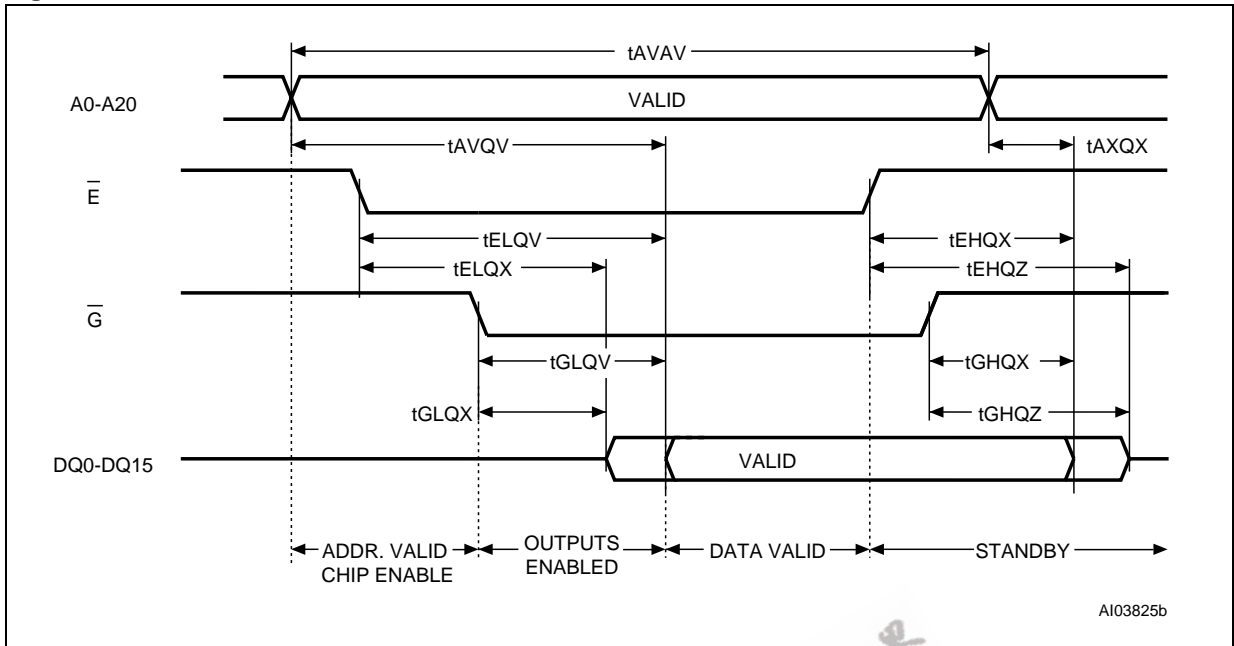 tAVAV
A0-A20
VALID
tAVQV
tAXQX
E
tELQV
tEHQX
tELQX
tEHQZ
G
tGLQV
tGHQX
tGLQX
tGHQZ
DQ0-DQ15
VALID
ADDR. VALID
CHIP ENABLE
OUTPUTS
ENABLED
DATA VALID
STANDBY
AI03825b